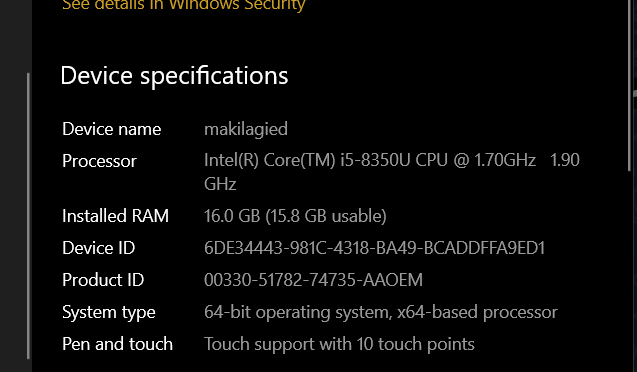 See details in Windows Security
Device specifications
Device name makilagied
Processor Intel(R) Core(TM) i5-8350U CPU @ 1.70GHz 1.90
GHz
Installed RAM 16.0 GB (15.8 GB usable)
Device ID 6DE34443-981C-4318-BA49-BCADDFFA9ED1
Product ID 00330-51782-74735-AAOEM
System type 64-bit operating system, x64-based processor
Pen and touch Touch support with 10 touch points